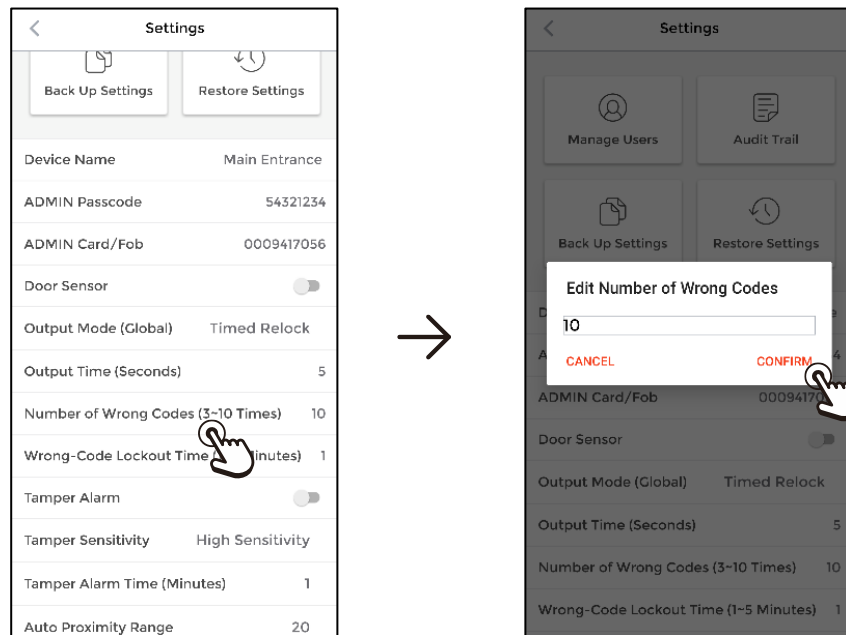 Settings
Back Up Settings
Restore Settings
Device Name Main Entrance
ADMIN Passcode 54321234
ADMIN Card/Fob 0009417056
Door Sensor
Output Mode (Global) Timed Relock
Output Time (Seconds) 5
Number of Wrong Codes (3~10 Times) 10
Wrong-Code Lockout Time inutes) 1
Tamper Alarm
Tamper Sensitivity High Sensitivity
Tamper Alarm Time (Minutes) 1
Auto Proximity Range 20
Settings
Manage Users
Audit Trail
Back Up Settings
Restore Settings
D e
Edit Number of Wrong Codes
10
A 4
CANCEL CONFIRM
ADMIN Card/Fob 00094170
Door Sensor
Output Mode (Global) Timed Relock
Output Time (Seconds) 5
Number of Wrong Codes (3~10 Times) 10
Wrong-Code Lockout Time (1~5 Minutes) 1